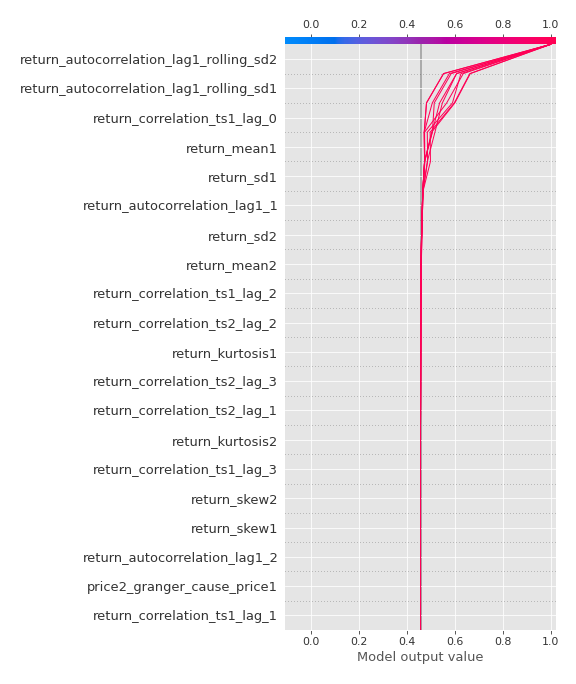 0.0 0.2 0.4 0.6 0.8 1.0
return_autocorrelation_lag1_rolling_sd2
return_autocorrelation_lag1_rolling_sd1
return_correlation_ts1_lag_0
return_mean1
return_sd1
return_autocorrelation_lag1_1
return_sd2
return_mean2
return_correlation_ts1_lag_2
return_correlation_ts2_lag_2
return_kurtosis1
return_correlation_ts2_lag_3
return_correlation_ts2_lag_1
return_kurtosis2
return_correlation_ts1_lag_3
return_skew2
return_skew1
return_autocorrelation_lag1_2
price2_granger_cause_price1
return_correlation_ts1_lag_1
0.0 0.2 0.4 0.6 0.8 1.0
Model output value